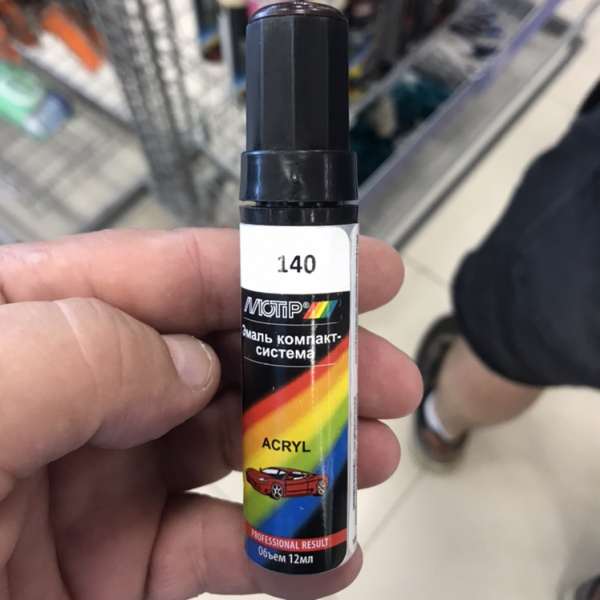 140
MOTIP®
Эмаль компакт-
система
ACRYL
PROFESSIONAL RESULT
Объем 12мл